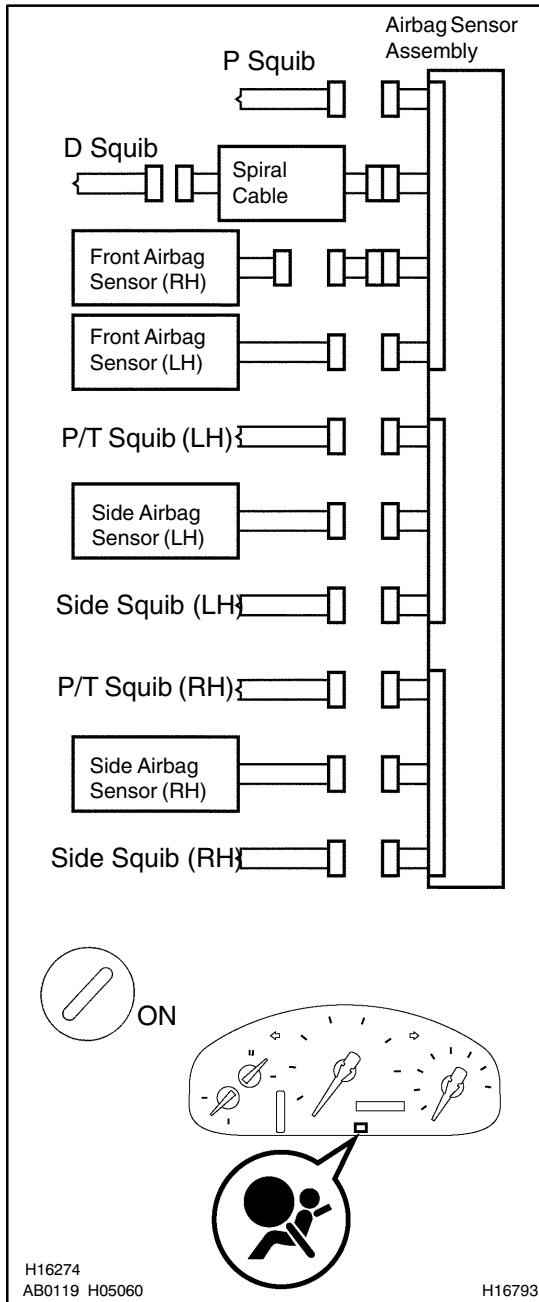 Airbag Sensor
Assembly
P Squib
D Squib
Spiral
Cable
Front Airbag
Sensor (RH)
Front Airbag
Sensor (LH)
P/T Squib (LH)
Side Airbag
Sensor (LH)
Side Squib (LH)
P/T Squib (RH)
Side Airbag
Sensor (RH)
Side Squib (RH)
ON
H16274
AB0119 H05060
H16793